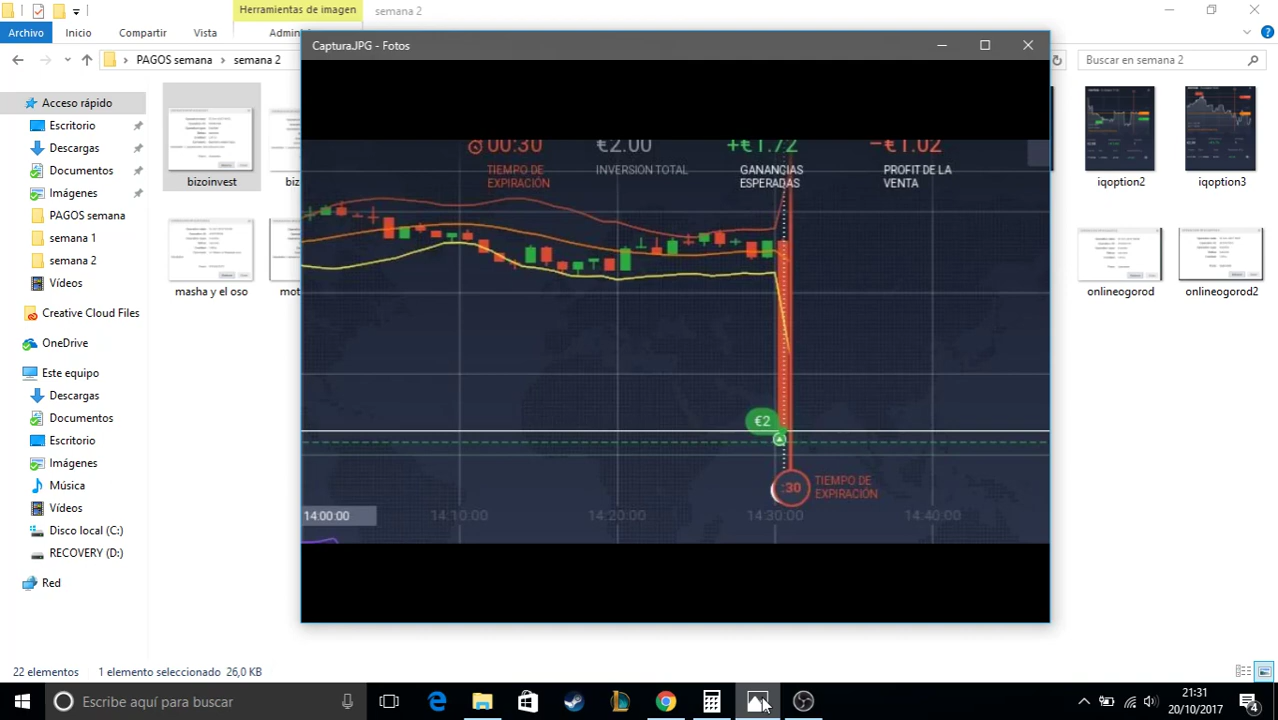 Herramientas de imagen
semana 2
Archivo
Inicio
Compartir
Vista
Admini
PAGOS semana
semana 2
Buscar en semana 2
Captura.JPG - Fotos
Acceso rápido
Escritorio
Descargas
Documentos
Imágenes
PAGOS semana
semana 1
semana 2
Vídeos
Creative Cloud Files
OneDrive
Este equipo
Descargas
Documentos
Escritorio
Imágenes
Música
Vídeos
Disco local (C:)
RECOVERY (D:)
Red
bizoinvest
biz
iqoption2
iqoption3
masha y el oso
mot
onlineogorod
onlineogorod2
00:30
TIEMPO DE
EXPIRACIÓN
€2.00
INVERSION TOTAL
+€1.72
GANANCIAS
ESPERADAS
−€1.02
PROFIT DE LA
VENTA
€2
:30
TIEMPO DE
EXPIRACIÓN
14:00:00
14:10:00
14:20:00
14:30:00
14:40:00
22 elementos
1 elemento seleccionado 26,0 KB
Escribe aquí para buscar
21:31
20/10/2017
4